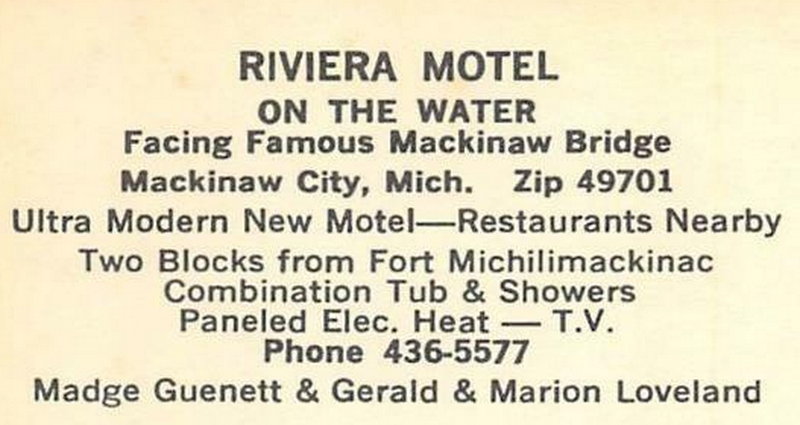 RIVIERA MOTEL
ON THE WATER
Facing Famous Mackinaw Bridge
Mackinaw City, Mich. Zip 49701
Ultra Modern New Motel—Restaurants Nearby
Two Blocks from Fort Michilimackinac
Combination Tub & Showers
Paneled Elec. Heat — T.V.
Phone 436-5577
Madge Guenett & Gerald & Marion Loveland